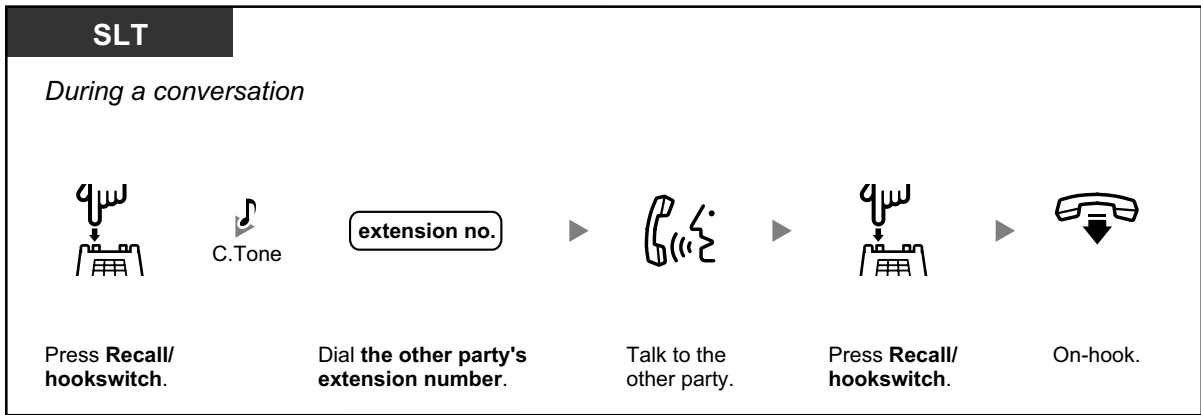 SLT
During a conversation
C.Tone
extension no.
Press Recall/
hookswitch.
Dial the other party's
extension number.
Talk to the
other party.
Press Recall/
hookswitch.
On-hook.